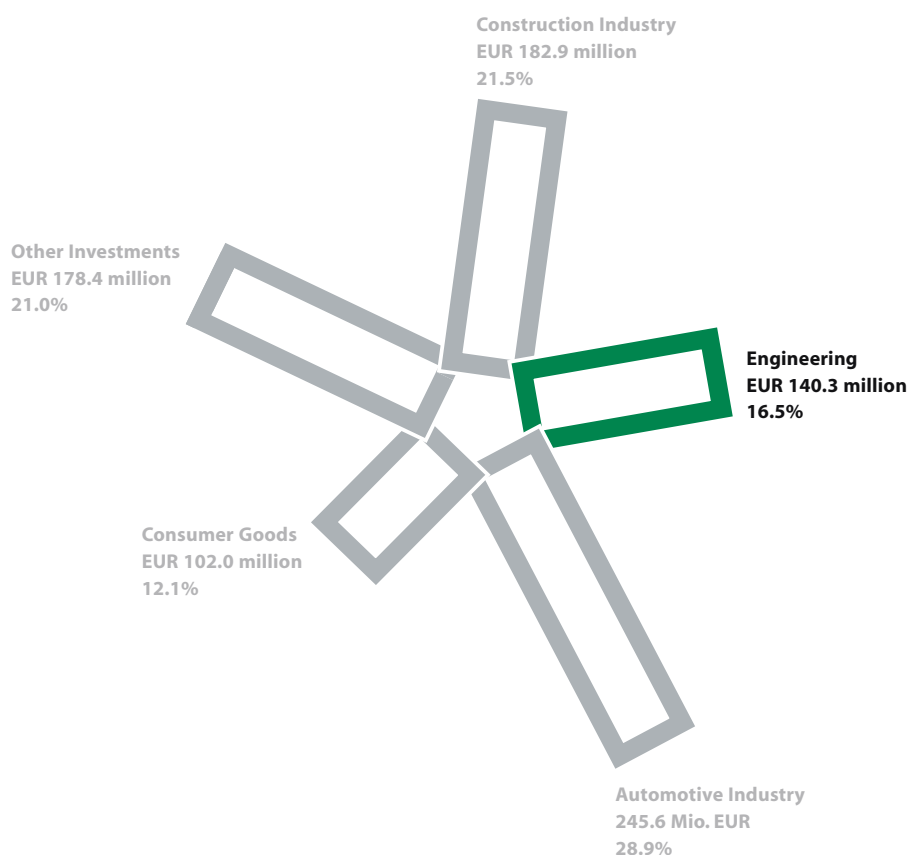 Construction Industry
EUR 182.9 million
21.5%
Other Investments
EUR 178.4 million
21.0%
Engineering
EUR 140.3 million
16.5%
Consumer Goods
EUR 102.0 million
12.1%
Automotive Industry
245.6 Mio. EUR
28.9%